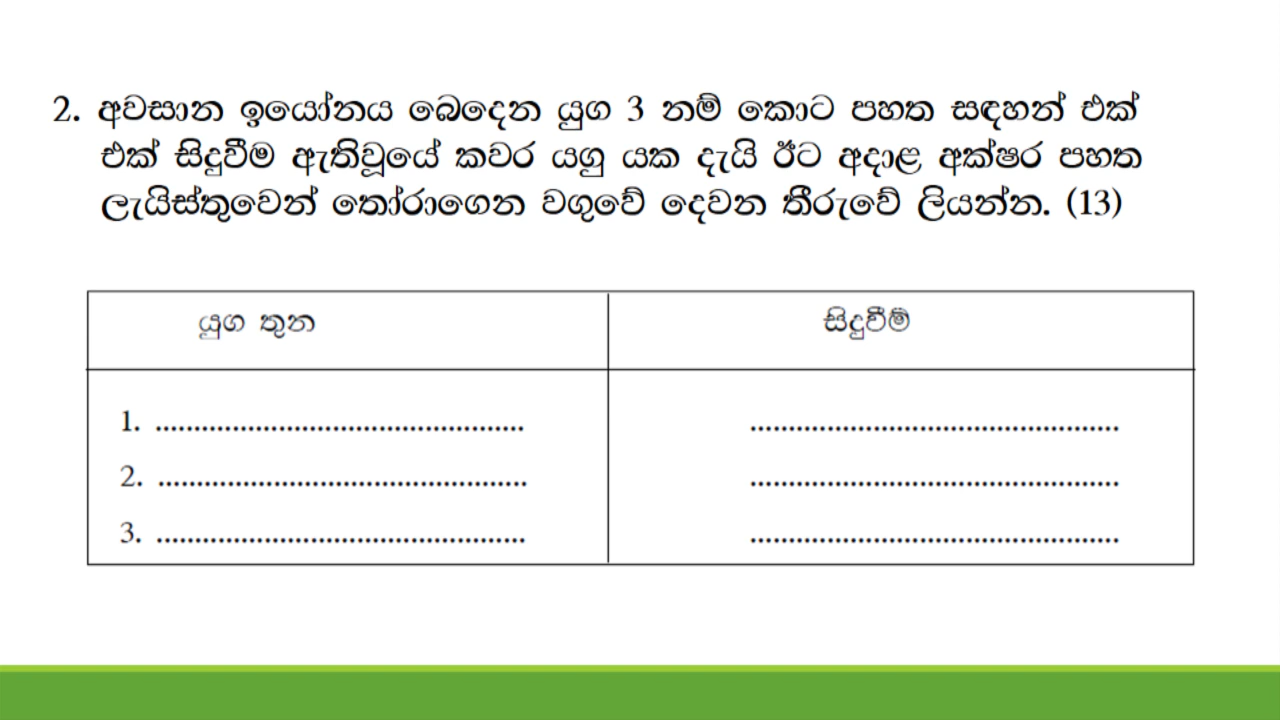 2. අවසාන ඉයෝනය බෙදෙන යුග 3 නම් කොට පහත සඳහන් එක්
එක් සිදුවීම ඇතිවූයේ කවර යගු යක දැයි ඊට අදාළ අක්ෂර පහත
ලැයිස්තුවෙන් තෝරාගෙන වගුවේ දෙවන තීරුවේ ලියන්න. (13)
යුග තුන සිදුවීම්
1. ................................................ ................................................
2. ................................................ ................................................
3. ................................................ ................................................